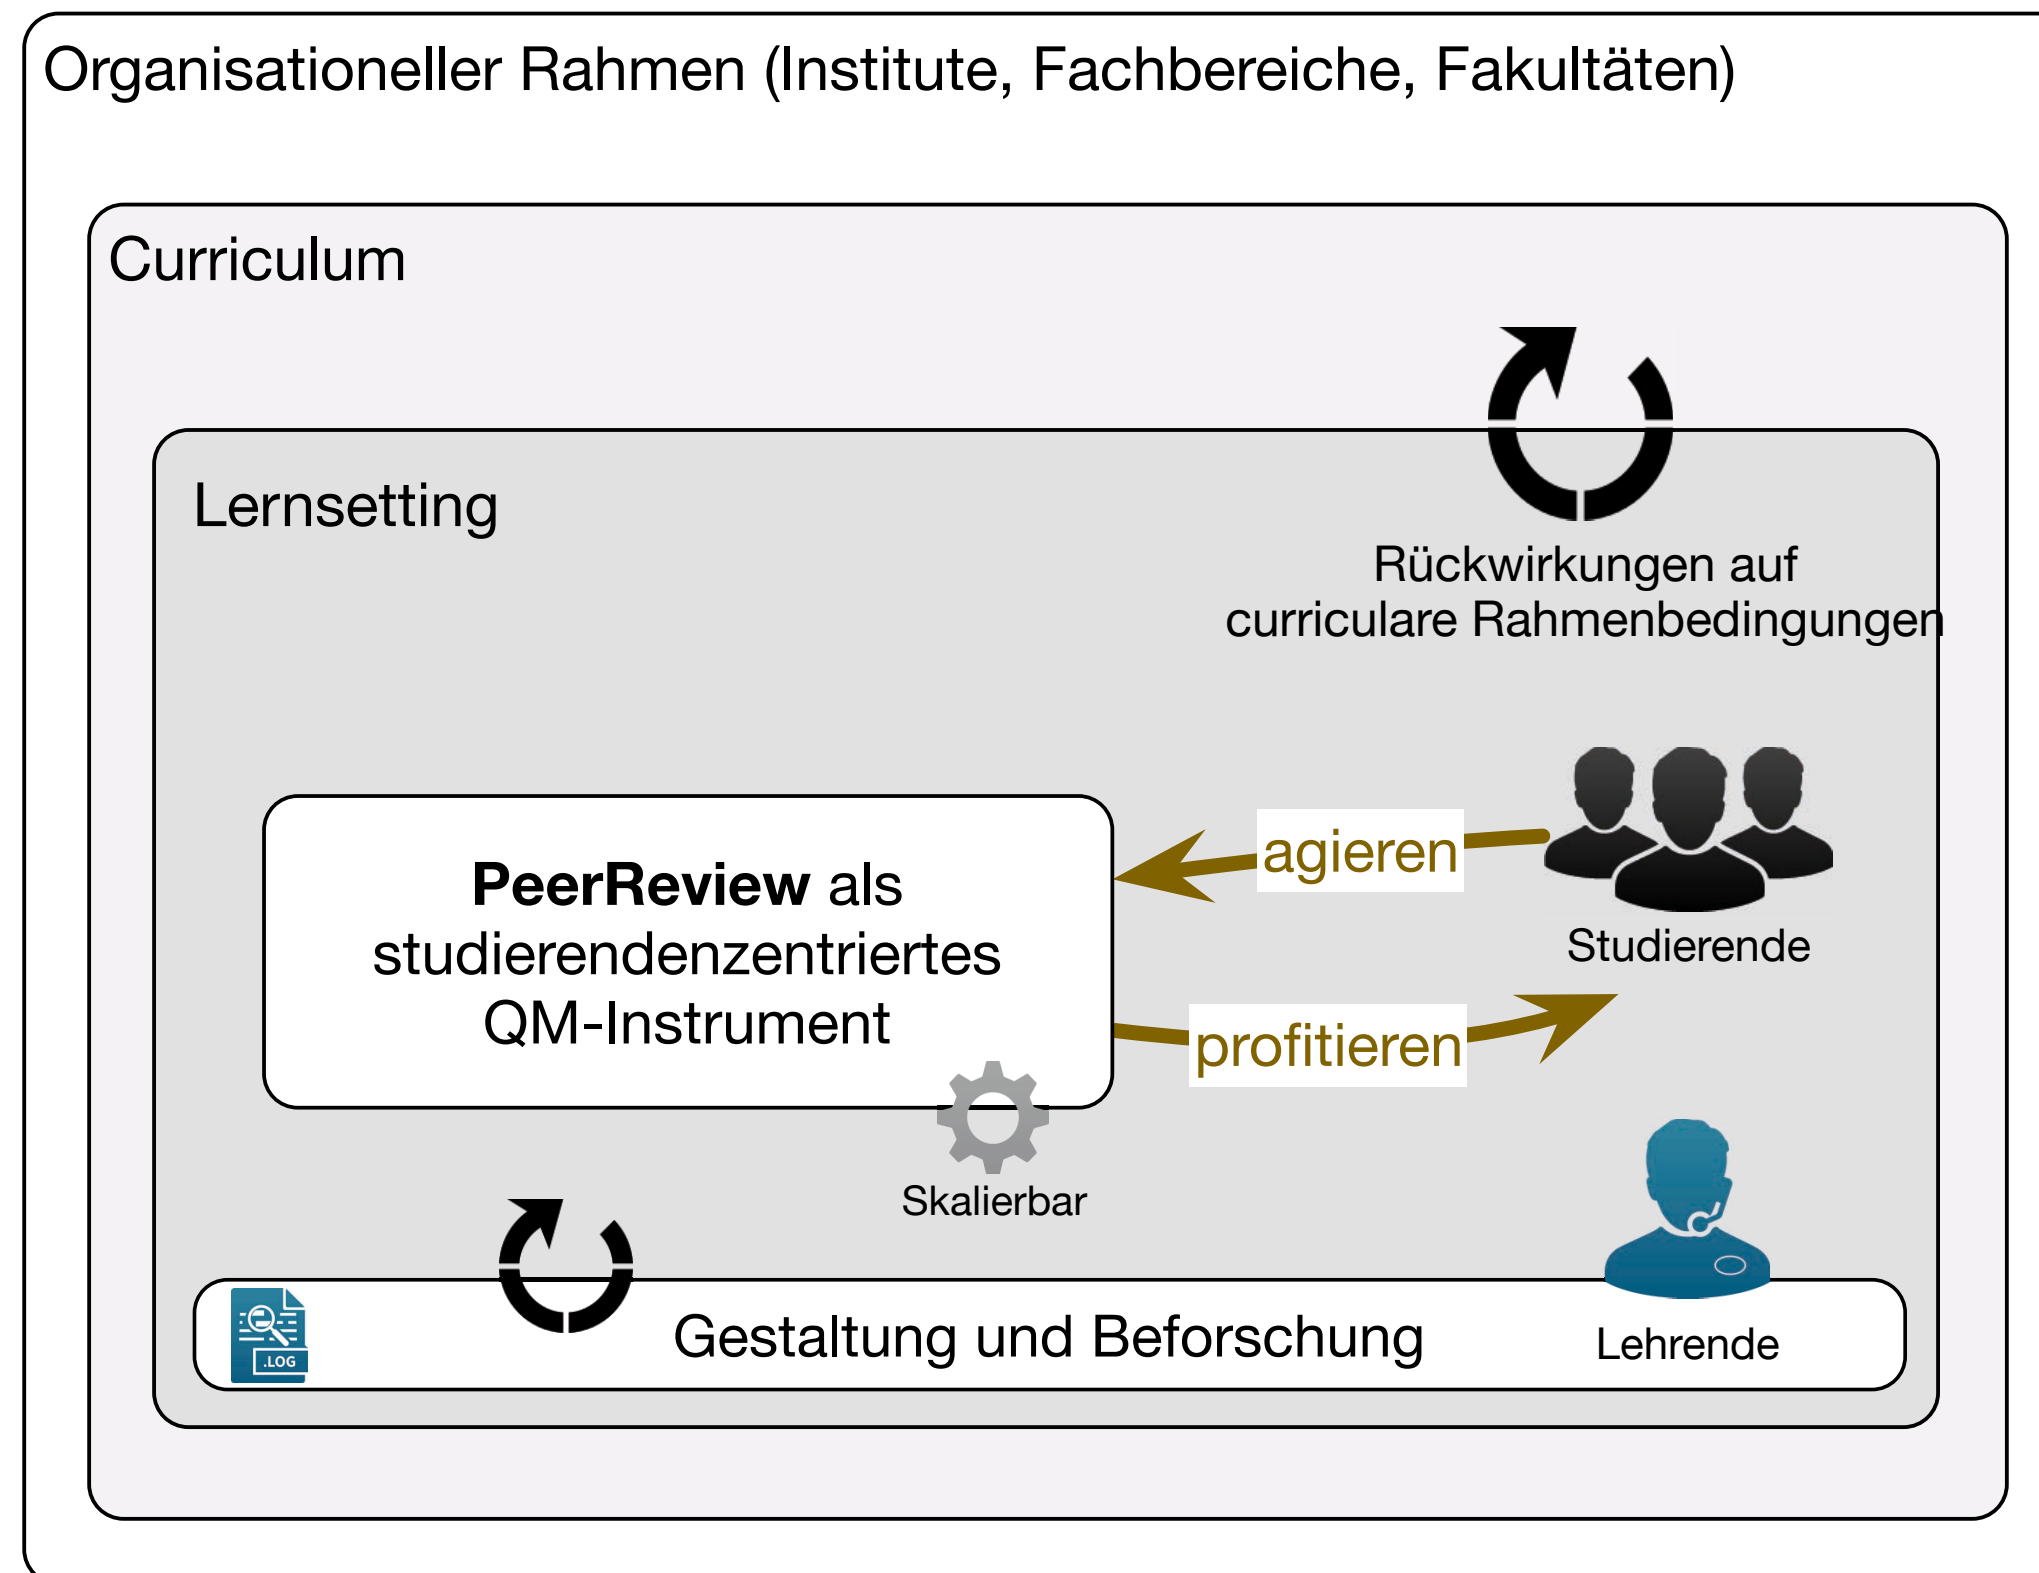 Organisationeller Rahmen (Institute, Fachbereiche, Fakultäten)
Curriculum
Lernsetting
Rückwirkungen auf
curriculare Rahmenbedingungen
PeerReview als
studierendenzentriertes
QM-Instrument
agieren
Studierende
profitieren
Skalierbar
.LOG
Gestaltung und Beforschung
Lehrende